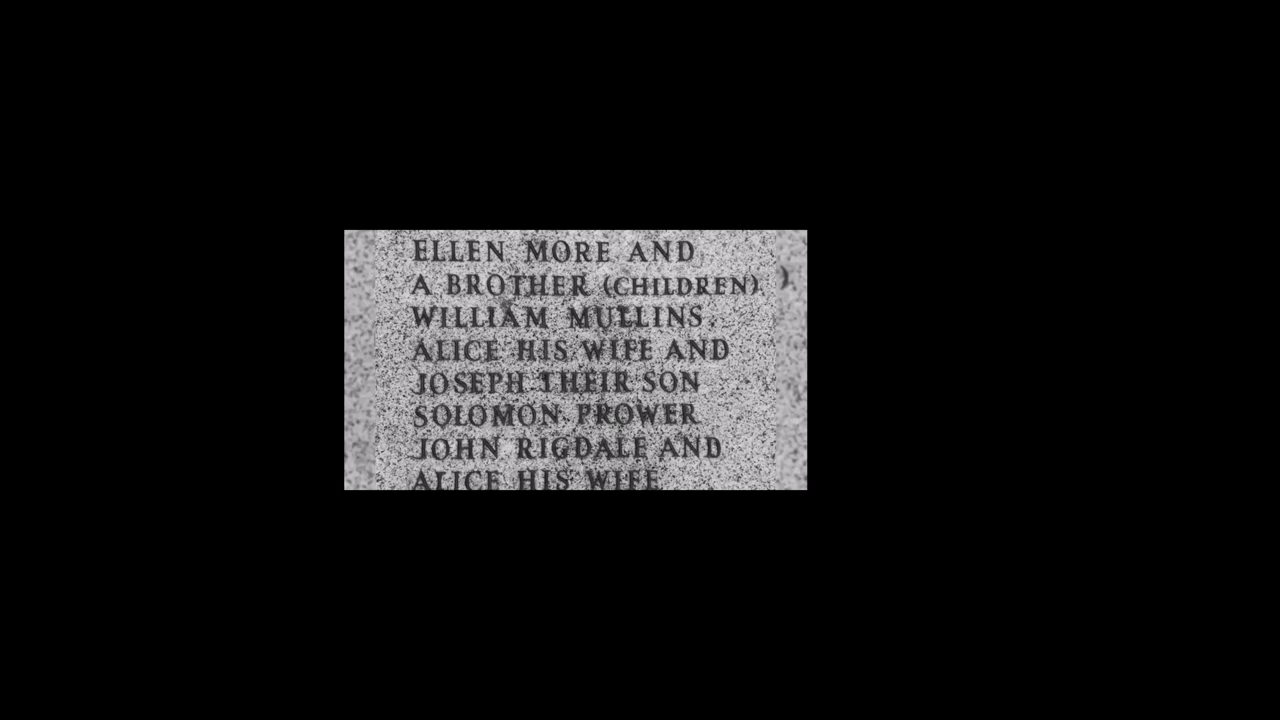 ELLEN MORE AND
A BROTHER (CHILDREN).
WILLIAM MULLINS,
ALICE HIS WIFE AND
JOSEPH THEIR SON
SOLOMON PROWER
JOHN RIGDALE AND
ALICE HIS WIFE